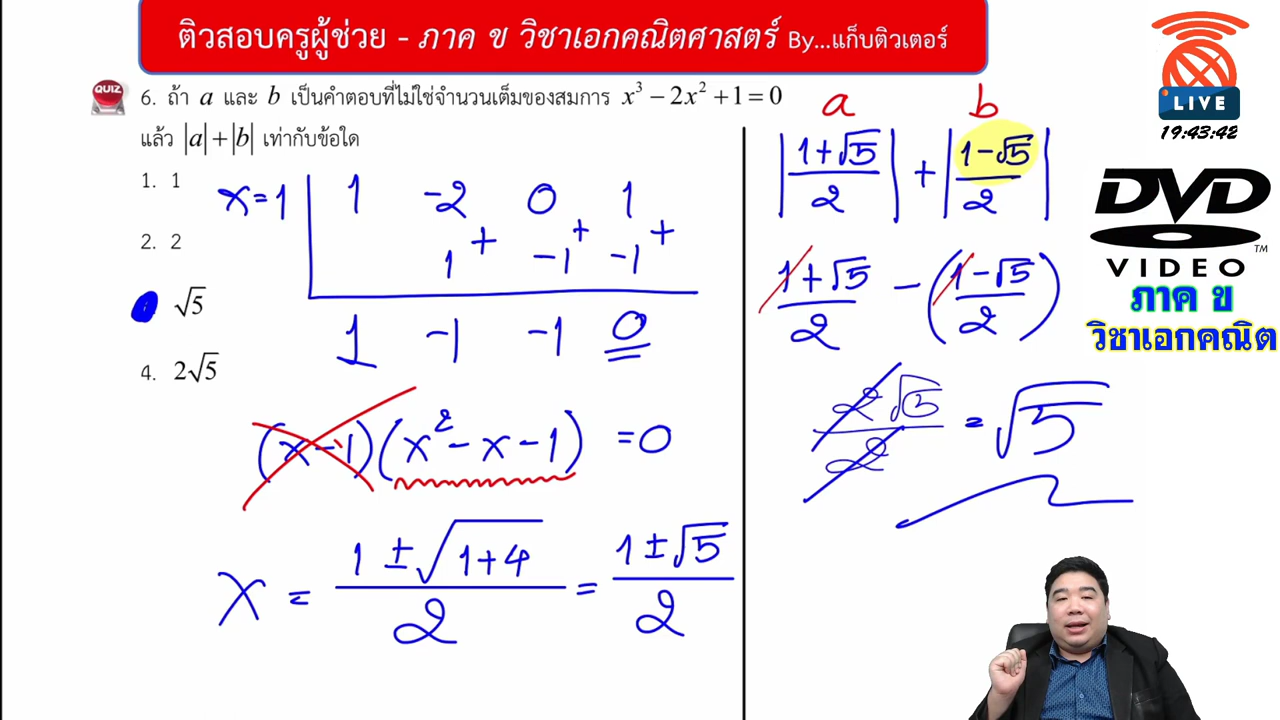 ติวสอบครูผู้ช่วย - ภาค ข วิชาเอกคณิตศาสตร์ By...แก็บติวเตอร์
QUIZ
6. ถ้า a และ b เป็นคำตอบที่ไม่ใช่จำนวนเต็มของสมการ x³ − 2x² + 1 = 0
แล้ว |a| + |b| เท่ากับข้อใด
1. 1
2. 2
√5
4. 2√5
x = 1 | 1 -2 0 1
1 + -1 + -1 +
1 -1 -1 0
(x-1)(x² - x - 1) = 0
x = (1 ± √(1+4))/2 = (1 ± √5)/2
a b
|(1+√5)/2| + |(1-√5)/2|
(1+√5)/2 - ((1-√5)/2)
2√5/2 = √5
LIVE
19:43:42
DVD
VIDEO TM
ภาค ข
วิชาเอกคณิต